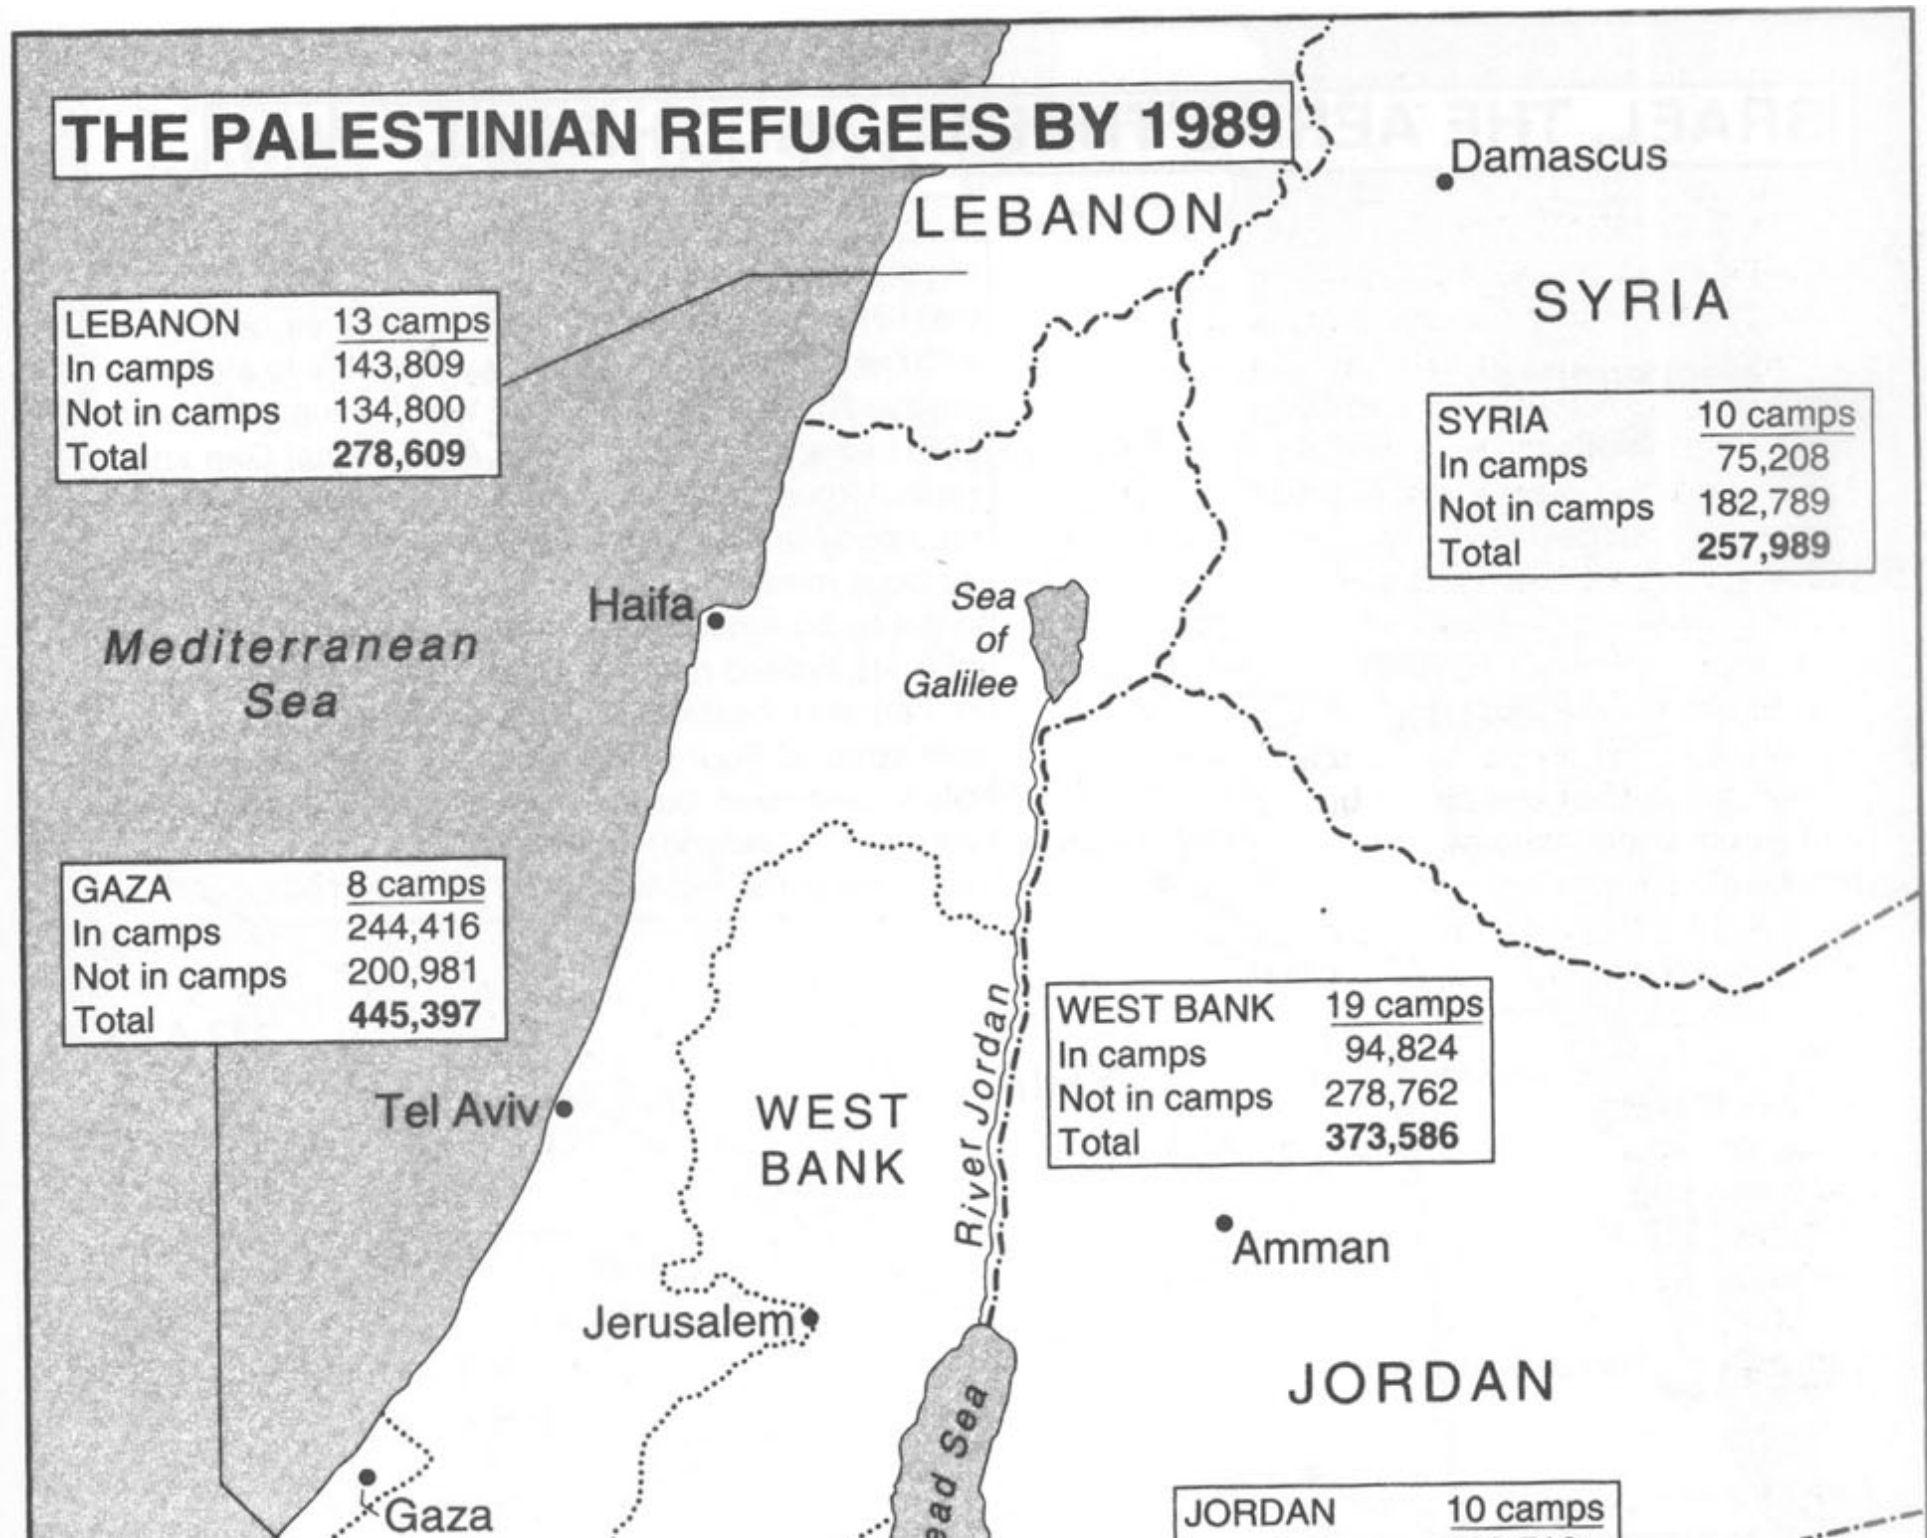 THE PALESTINIAN REFUGEES BY 1989
Damascus
LEBANON
SYRIA
LEBANON 13 camps
In camps 143,809
Not in camps 134,800
Total 278,609
SYRIA 10 camps
In camps 75,208
Not in camps 182,789
Total 257,989
Haifa
Sea
of
Galilee
Mediterranean
Sea
GAZA 8 camps
In camps 244,416
Not in camps 200,981
Total 445,397
WEST BANK 19 camps
In camps 94,824
Not in camps 278,762
Total 373,586
River Jordan
Tel Aviv
WEST
BANK
Amman
Jerusalem
JORDAN
ead Sea
Gaza
JORDAN 10 camps